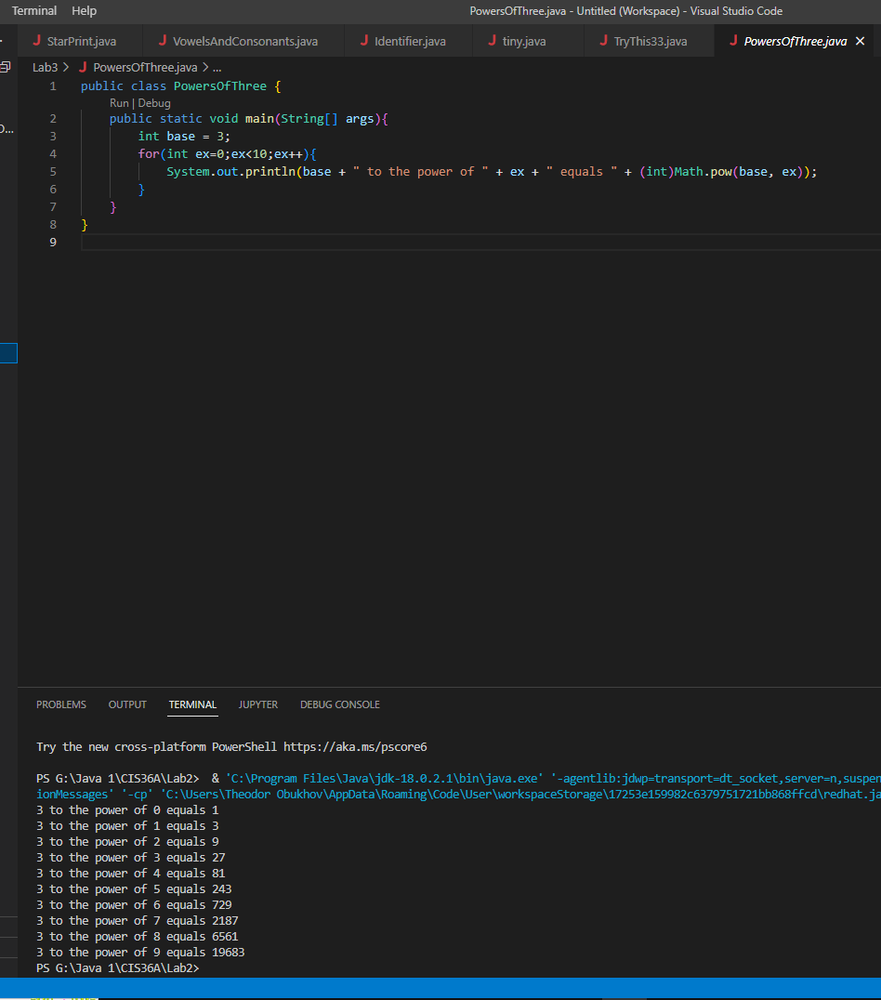 Terminal Help PowersOfThree.java - Untitled (Workspace) - Visual Studio Code
StarPrint.java VowelsAndConsonants.java Identifier.java tiny.java TryThis33.java PowersOfThree.java
Lab3 > PowersOfThree.java > ...
1 public class PowersOfThree {
Run | Debug
2 public static void main(String[] args){
3 int base = 3;
4 for(int ex=0;ex<10;ex++){
5 System.out.println(base + " to the power of " + ex + " equals " + (int)Math.pow(base, ex));
6 }
7 }
8 }
9
PROBLEMS OUTPUT TERMINAL JUPYTER DEBUG CONSOLE
Try the new cross-platform PowerShell https://aka.ms/pscore6
PS G:\Java 1\CIS36A\Lab2> & 'C:\Program Files\Java\jdk-18.0.2.1\bin\java.exe' '-agentlib:jdwp=transport=dt_socket,server=n,suspen
ionMessages' '-cp' 'C:\Users\Theodor Obukhov\AppData\Roaming\Code\User\workspaceStorage\17253e159982c6379751721bb868ffcd\redhat.ja
3 to the power of 0 equals 1
3 to the power of 1 equals 3
3 to the power of 2 equals 9
3 to the power of 3 equals 27
3 to the power of 4 equals 81
3 to the power of 5 equals 243
3 to the power of 6 equals 729
3 to the power of 7 equals 2187
3 to the power of 8 equals 6561
3 to the power of 9 equals 19683
PS G:\Java 1\CIS36A\Lab2>